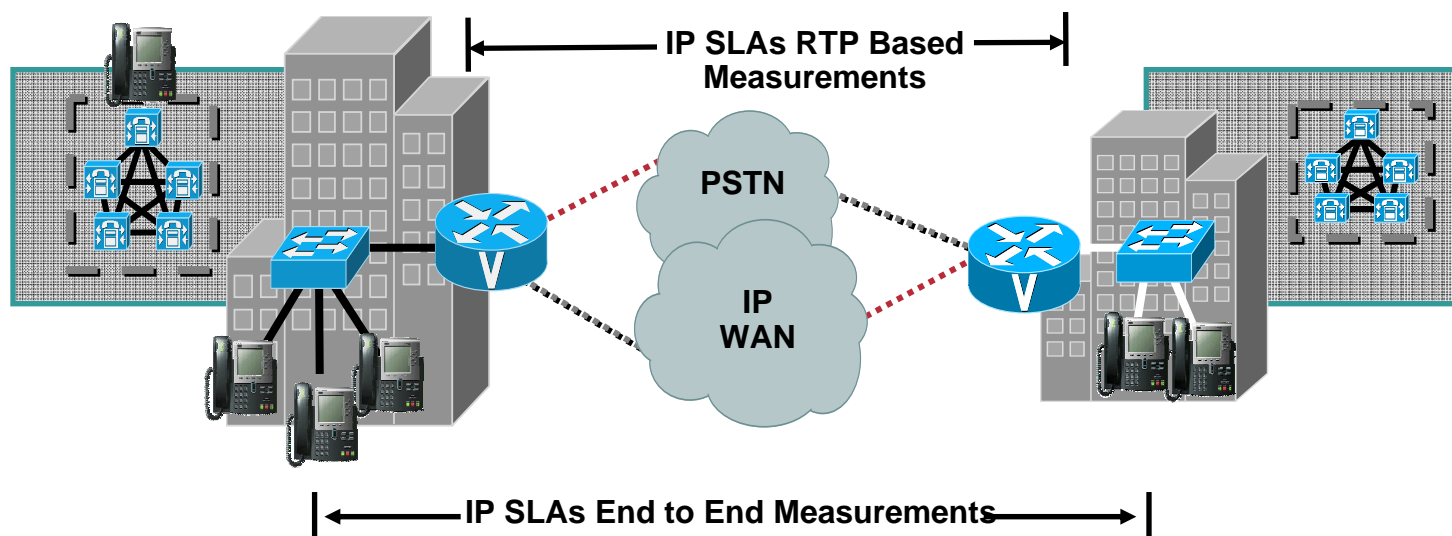 IP SLAs RTP Based
Measurements
PSTN
IP
WAN
V
V
IP SLAs End to End Measurements